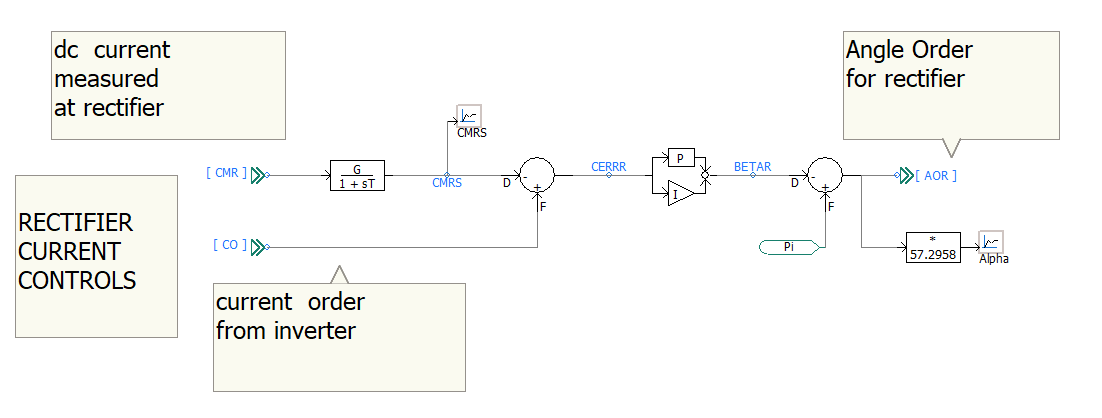 dc current
measured
at rectifier
Angle Order
for rectifier
CMRS
[ CMR ]
G
1 + sT
CMRS
D
-
+
F
CERRR
P
I
BETAR
D
-
+
F
[ AOR ]
RECTIFIER
CURRENT
CONTROLS
[ CO ]
Pi
*
57.2958
Alpha
current order
from inverter